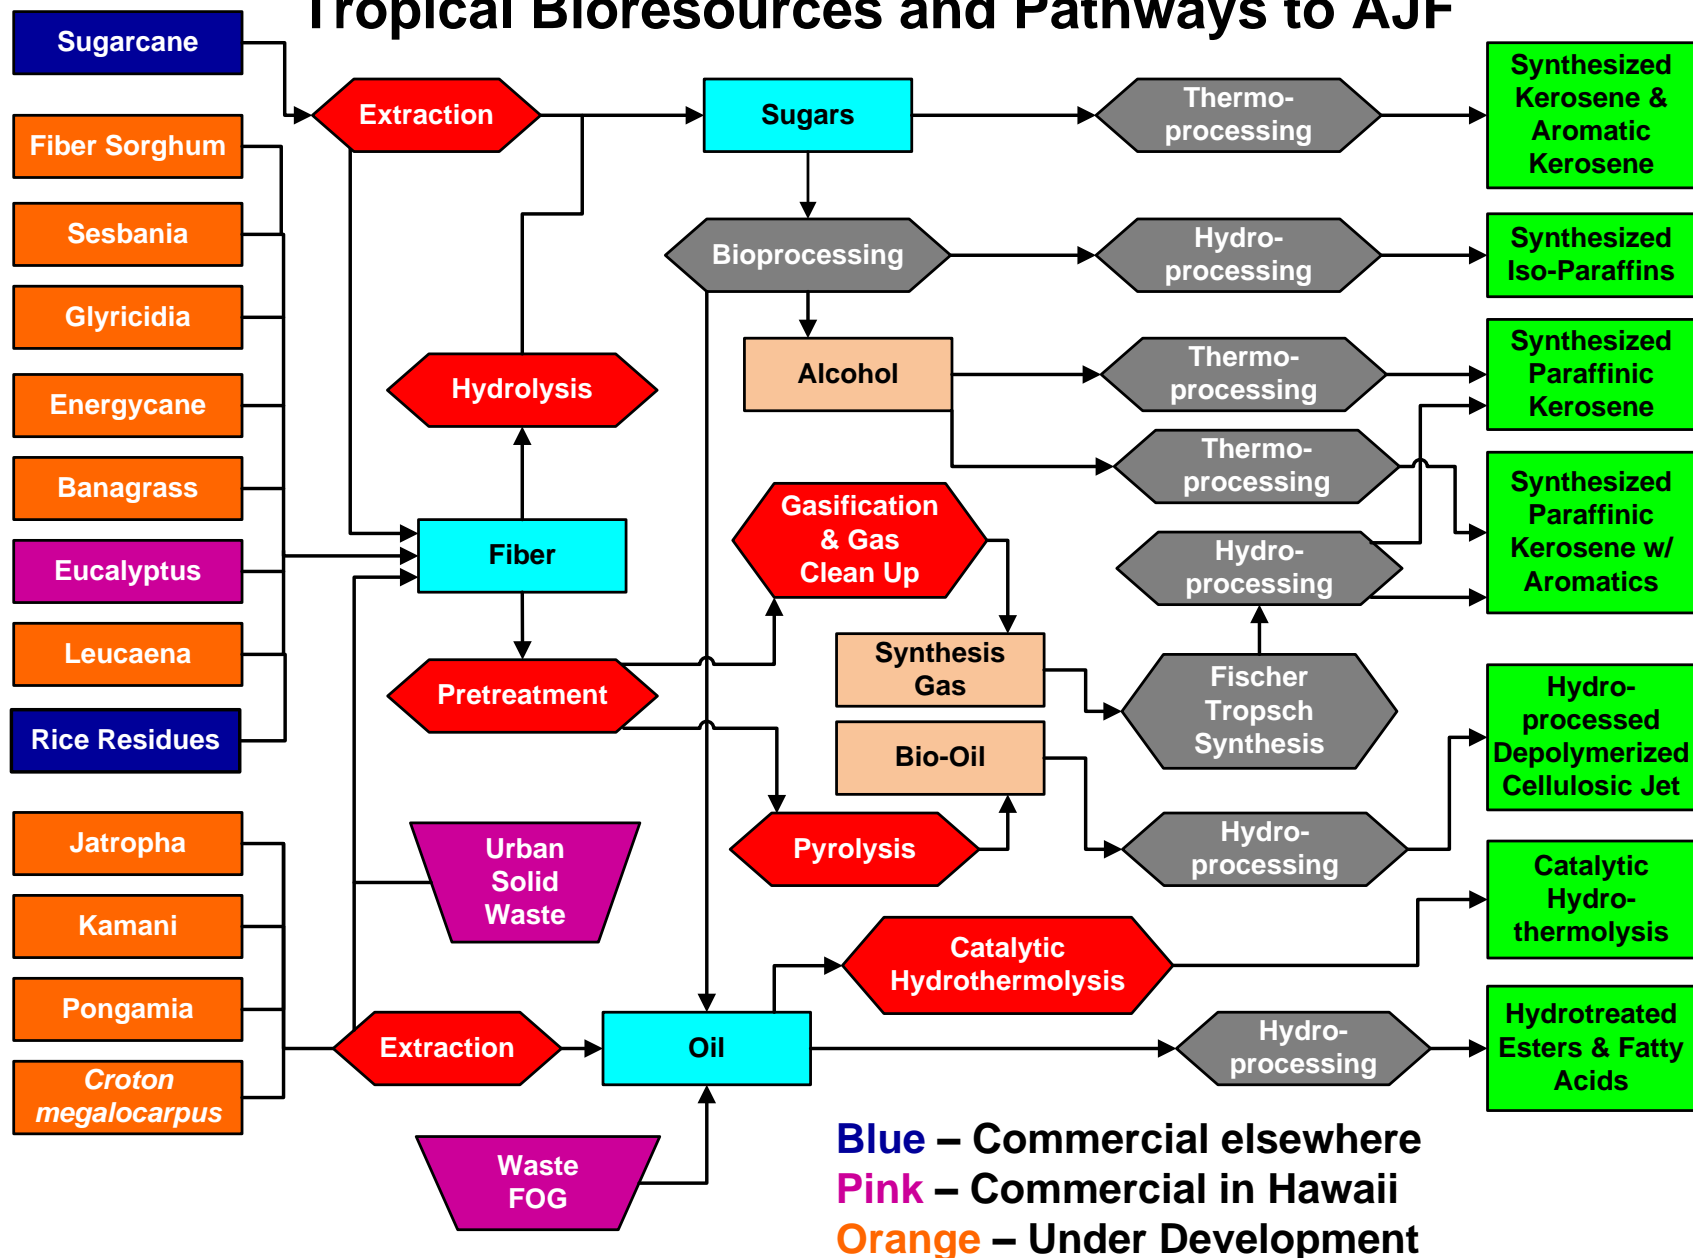 Tropical Bioresources and Pathways to AJF
Sugarcane
Fiber Sorghum
Sesbania
Glyricidia
Energycane
Banagrass
Eucalyptus
Leucaena
Rice Residues
Jatropha
Kamani
Pongamia
Croton
megalocarpus
Extraction
Hydrolysis
Fiber
Pretreatment
Urban
Solid
Waste
Extraction
Waste
FOG
Sugars
Bioprocessing
Alcohol
Gasification
& Gas
Clean Up
Synthesis
Gas
Bio-Oil
Pyrolysis
Catalytic
Hydrothermolysis
Oil
Thermo-
processing
Hydro-
processing
Thermo-
processing
Thermo-
processing
Hydro-
processing
Fischer
Tropsch
Synthesis
Hydro-
processing
Hydro-
processing
Synthesized
Kerosene &
Aromatic
Kerosene
Synthesized
Iso-Paraffins
Synthesized
Paraffinic
Kerosene
Synthesized
Paraffinic
Kerosene w/
Aromatics
Hydro-
processed
Depolymerized
Cellulosic Jet
Catalytic
Hydro-
thermolysis
Hydrotreated
Esters & Fatty
Acids
Blue – Commercial elsewhere
Pink – Commercial in Hawaii
Orange – Under Development